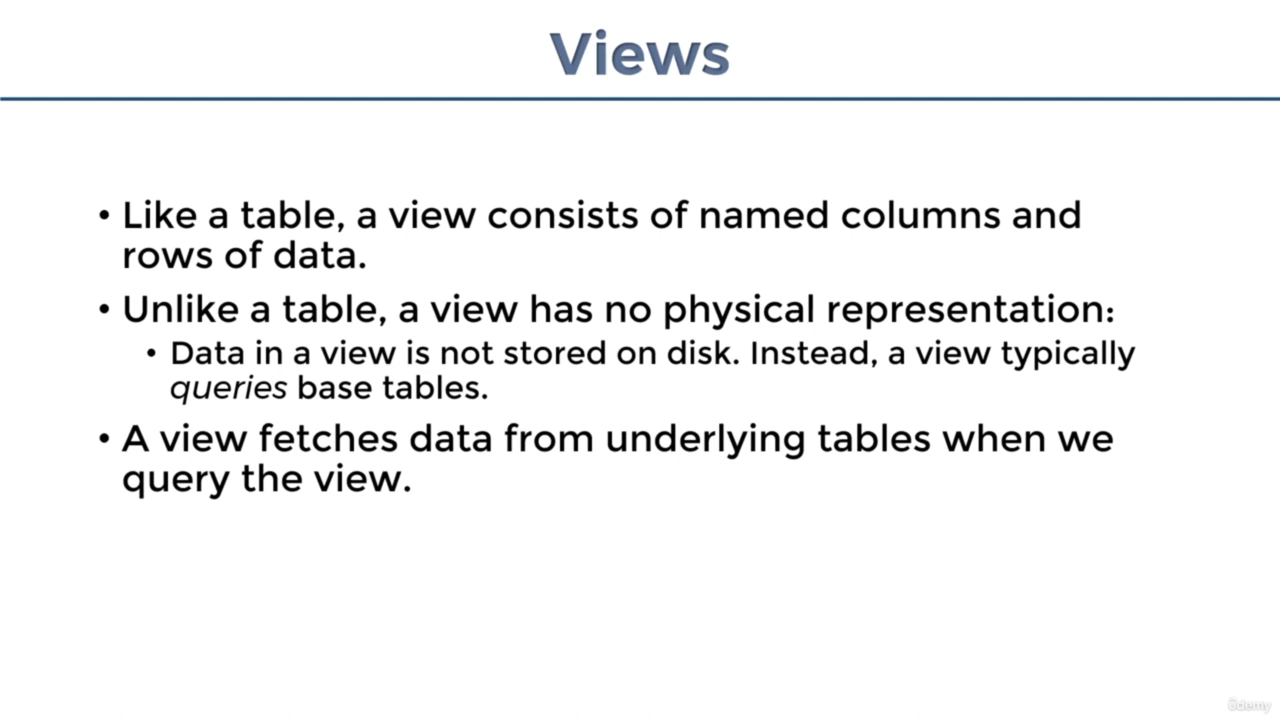 Views
• Like a table, a view consists of named columns and
rows of data.
• Unlike a table, a view has no physical representation:
• Data in a view is not stored on disk. Instead, a view typically
queries base tables.
• A view fetches data from underlying tables when we
query the view.
ûdemy